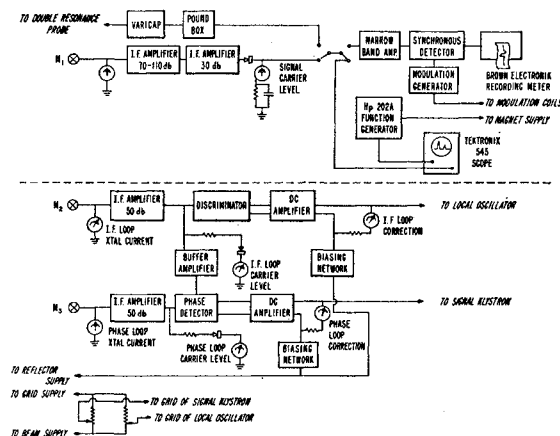 TO DOUBLE RESONANCE
PROBE
VARICAP
POUND
BOX
N₁
I.F. AMPLIFIER
70-110 db
I.F. AMPLIFIER
30 db
SIGNAL
CARRIER
LEVEL
NARROW
BAND AMP.
SYNCHRONOUS
DETECTOR
MODULATION
GENERATOR
BROWN ELECTRONIK
RECORDING METER
TO MODULATION COILS
TO MAGNET SUPPLY
Hp 202A
FUNCTION
GENERATOR
TEKTRONIX
545
SCOPE
N₂
I.F. AMPLIFIER
50 db
DISCRIMINATOR
DC
AMPLIFIER
TO LOCAL OSCILLATOR
I.F. LOOP
XTAL CURRENT
I.F. LOOP
CORRECTION
BUFFER
AMPLIFIER
I.F. LOOP
CARRIER
LEVEL
BIASING
NETWORK
N₃
I.F. AMPLIFIER
50 db
PHASE
DETECTOR
DC
AMPLIFIER
TO SIGNAL KLYSTRON
PHASE LOOP
XTAL CURRENT
PHASE LOOP
CARRIER LEVEL
PHASE
LOOP
CORRECTION
BIASING
NETWORK
TO REFLECTOR
SUPPLY
TO GRID SUPPLY
TO GRID OF SIGNAL KLYSTRON
TO GRID OF LOCAL OSCILLATOR
TO BEAM SUPPLY